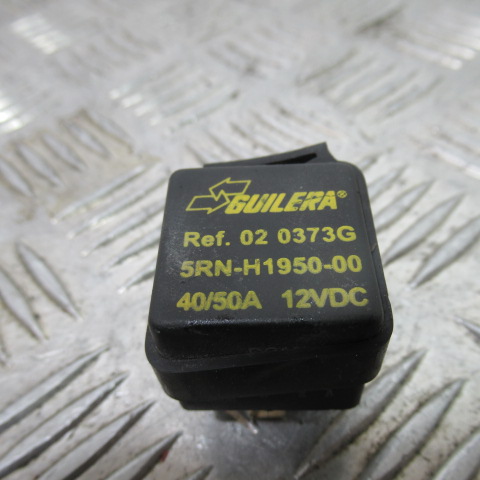 GUILERA®
Ref. 02 0373G
5RN-H1950-00
40/50A 12VDC